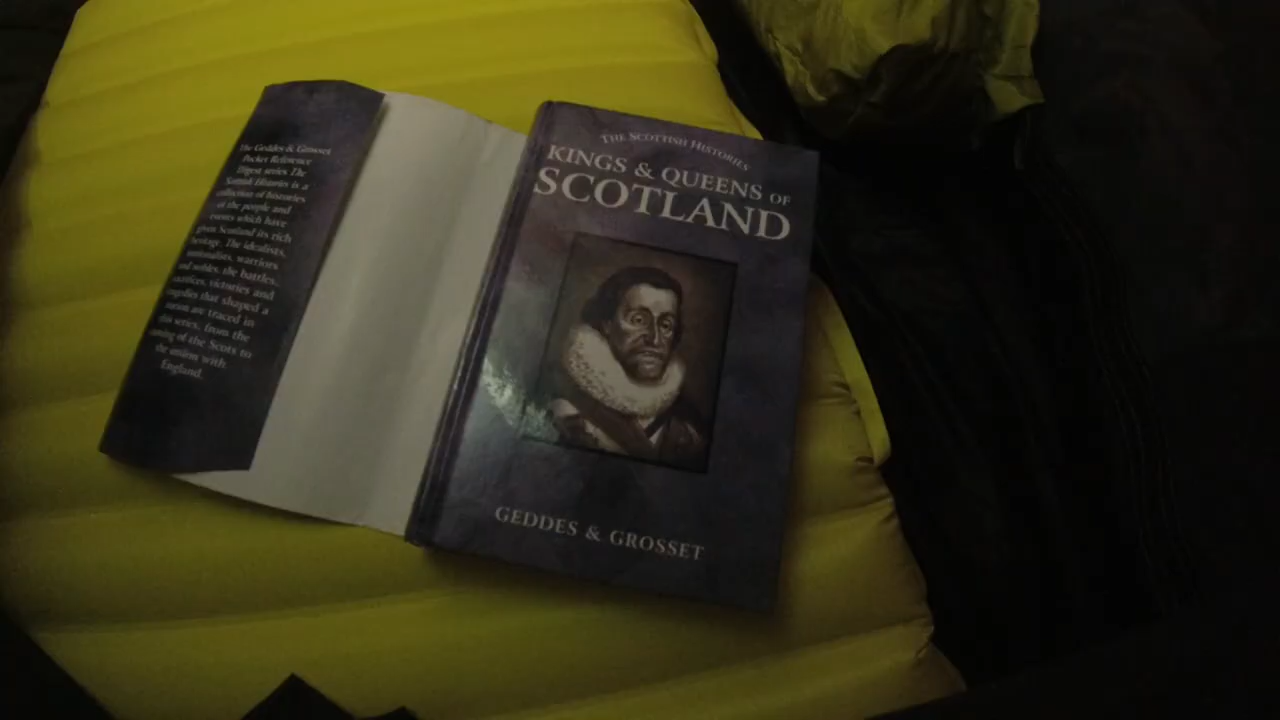 The Geddes & Grosset
Pocket Reference
Digest series The
Scottish Histories is a
collection of histories
of the people and
events which have
given Scotland its rich
heritage. The idealists,
nationalists, warriors
and nobles, the battles,
sacrifices, victories and
tragedies that shaped a
nation are traced in
this series, from the
coming of the Scots to
the union with
England.
THE SCOTTISH HISTORIES
KINGS & QUEENS OF
SCOTLAND
GEDDES & GROSSET